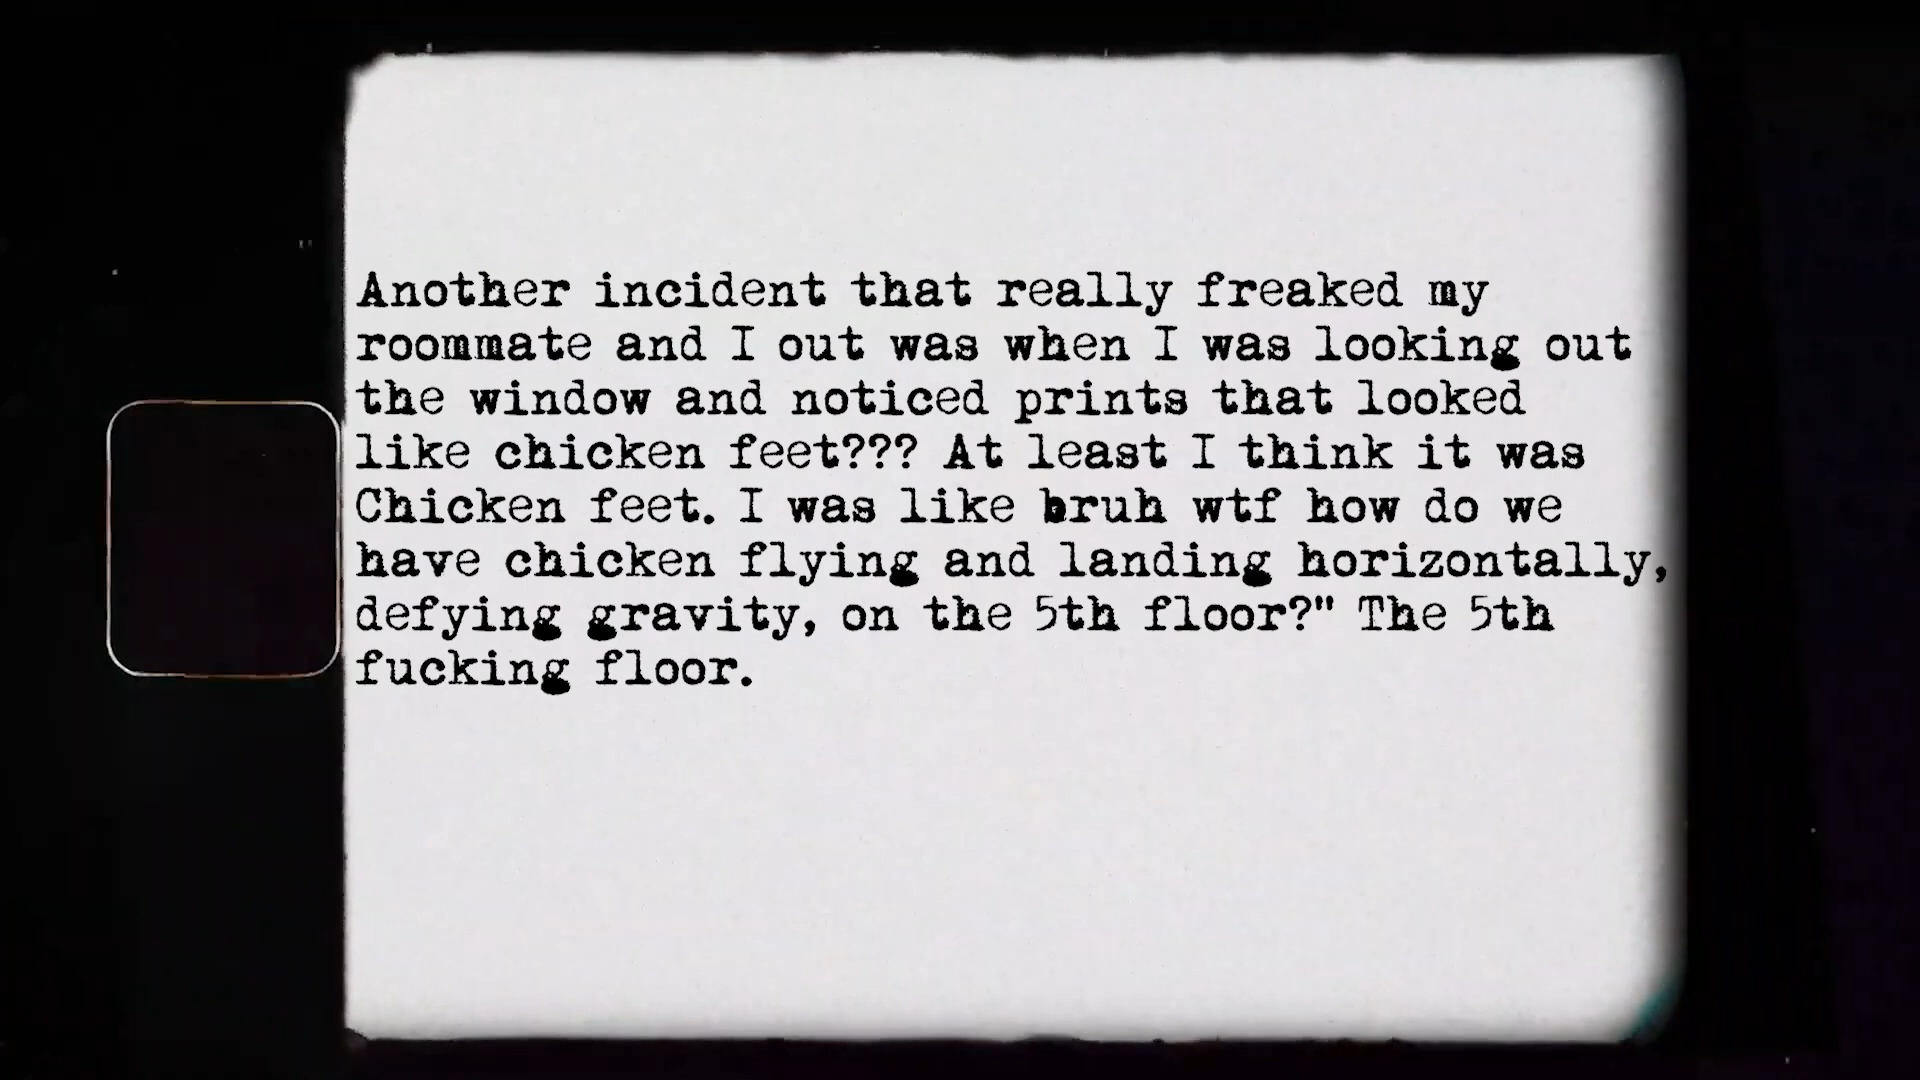 Another incident that really freaked my
roommate and I out was when I was looking out
the window and noticed prints that looked
like chicken feet??? At least I think it was
Chicken feet. I was like bruh wtf how do we
have chicken flying and landing horizontally,
defying gravity, on the 5th floor?" The 5th
fucking floor.